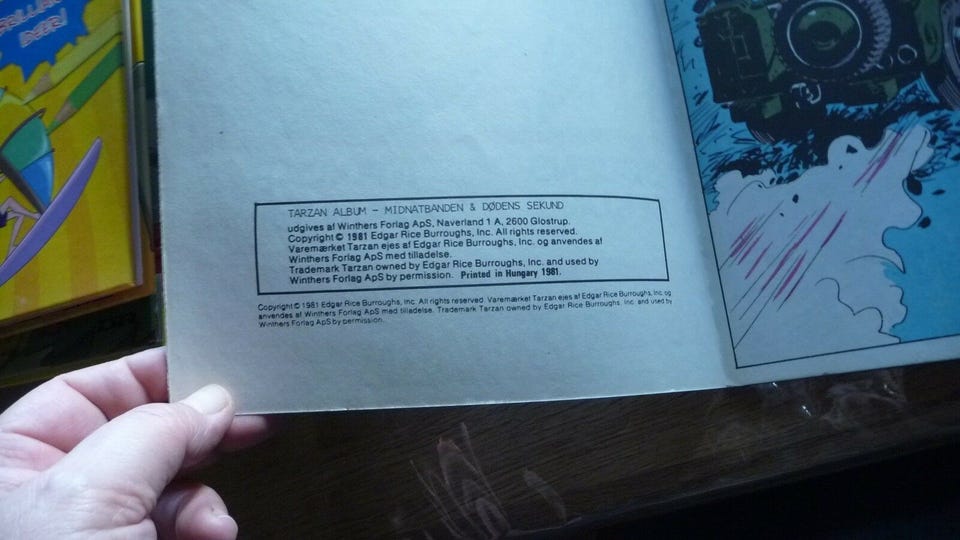 TARZAN ALBUM - MIDNATBANDEN & DØDENS SEKUND
udgives af Winthers Forlag ApS, Naverland 1 A, 2600 Glostrup.
Copyright © 1981 Edgar Rice Burroughs, Inc. All rights reserved.
Varemærket Tarzan ejes af Edgar Rice Burroughs, Inc. og anvendes af
Winthers Forlag ApS med tilladelse.
Trademark Tarzan owned by Edgar Rice Burroughs, Inc. and used by
Winthers Forlag ApS by permission. Printed in Hungary 1981.
Copyright © 1981 Edgar Rice Burroughs, Inc. All rights reserved. Varemærket Tarzan ejes af Edgar Rice Burroughs, Inc. og
anvendes af Winthers Forlag ApS med tilladelse. Trademark Tarzan owned by Edgar Rice Burroughs, Inc. and used by
Winthers Forlag ApS by permission.